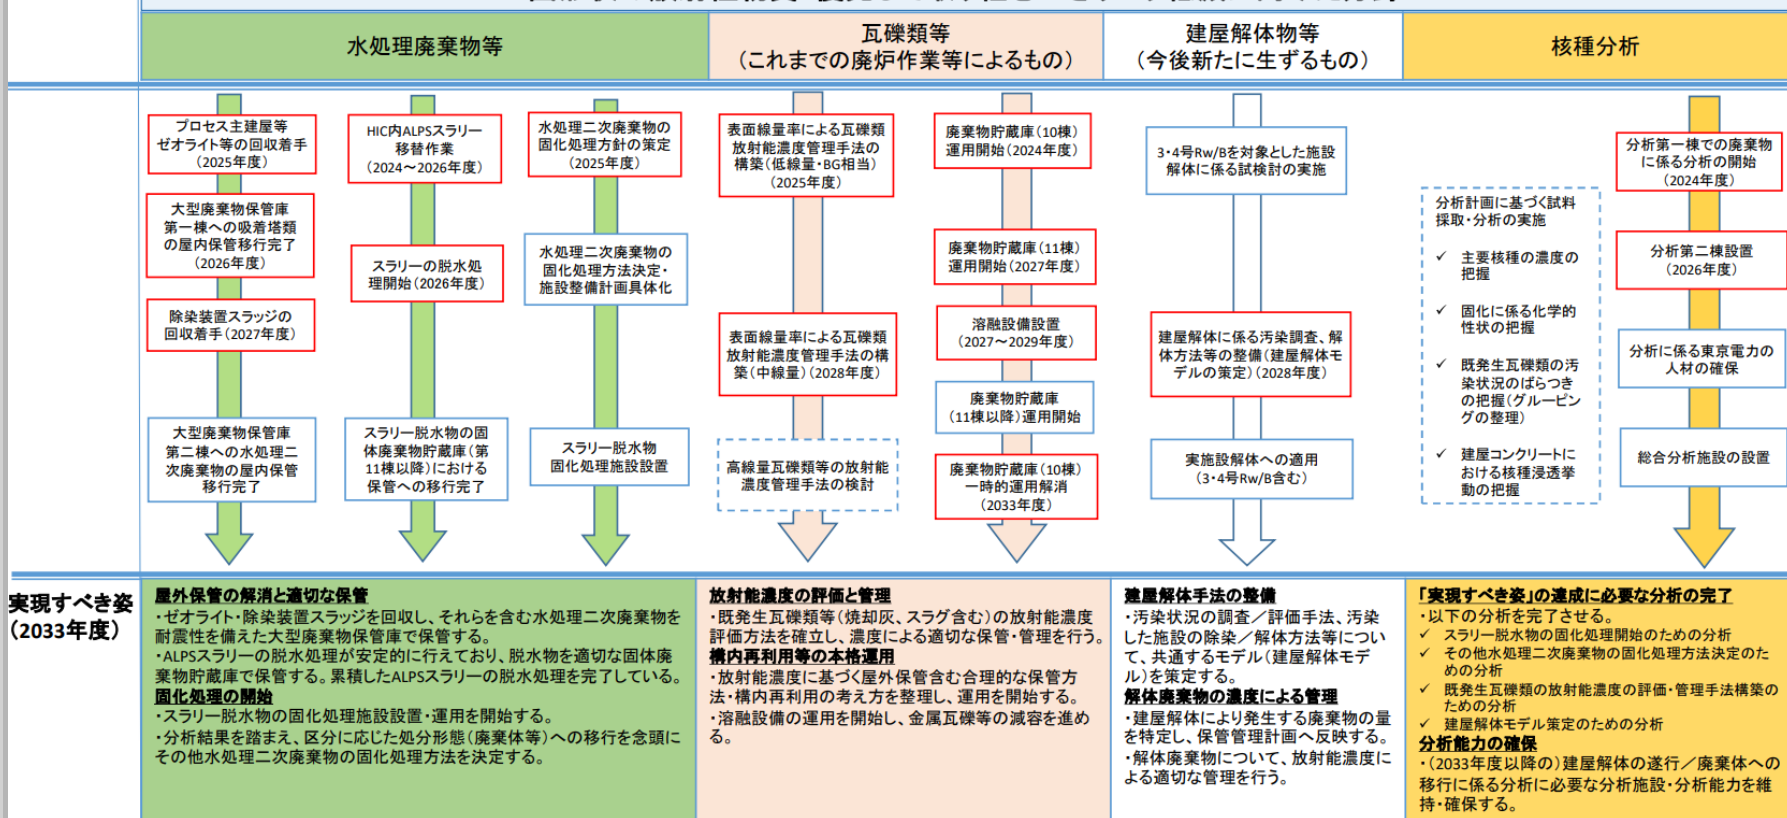 水処理廃棄物等
瓦礫類等
（これまでの廃炉作業等によるもの）
建屋解体物等
（今後新たに生ずるもの）
核種分析
プロセス主建屋等
ゼオライト等の回収着手
（2025年度）
大型廃棄物保管庫
第一棟への吸着塔類
の屋内保管移行完了
（2026年度）
除染装置スラッジの
回収着手（2027年度）
大型廃棄物保管庫
第二棟への水処理二
次廃棄物の屋内保管
移行完了
HIC内ALPSスラリー
移替作業
（2024～2026年度）
スラリーの脱水処
理開始（2026年度）
スラリー脱水物の固
体廃棄物貯蔵庫（第
11棟以降）における
保管への移行完了
水処理二次廃棄物の
固化処理方針の策定
（2025年度）
水処理二次廃棄物の
固化処理方法決定・
施設整備計画具体化
スラリー脱水物
固化処理施設設置
表面線量率による瓦礫類
放射能濃度管理手法の
構築（低線量・BG相当）
（2025年度）
表面線量率による瓦礫類
放射能濃度管理手法の構
築（中線量）（2028年度）
高線量瓦礫類等の放射能
濃度管理手法の検討
廃棄物貯蔵庫（10棟）
運用開始（2024年度）
廃棄物貯蔵庫（11棟）
運用開始（2027年度）
溶融設備設置
（2027～2029年度）
廃棄物貯蔵庫
（11棟以降）運用開始
廃棄物貯蔵庫（10棟）
一時的運用解消
（2033年度）
3・4号Rw/Bを対象とした施設
解体に係る試検討の実施
建屋解体に係る汚染調査、解
体方法等の整備（建屋解体モ
デルの策定）（2028年度）
実施設解体への適用
（3・4号Rw/B含む）
分析計画に基づく試料
採取・分析の実施
✓ 主要核種の濃度の
把握
✓ 固化に係る化学的
性状の把握
✓ 既発生瓦礫類の汚
染状況のばらつき
の把握（グルーピン
グの整理）
✓ 建屋コンクリートに
おける核種浸透挙
動の把握
分析第一棟での廃棄物
に係る分析の開始
（2024年度）
分析第二棟設置
（2026年度）
分析に係る東京電力の
人材の確保
総合分析施設の設置
実現すべき姿
（2033年度）
屋外保管の解消と適切な保管
・ゼオライト・除染装置スラッジを回収し、それらを含む水処理二次廃棄物を
耐震性を備えた大型廃棄物保管庫で保管する。
・ALPSスラリーの脱水処理が安定的に行えており、脱水物を適切な固体廃
棄物貯蔵庫で保管する。累積したALPSスラリーの脱水処理を完了している。
固化処理の開始
・スラリー脱水物の固化処理施設設置・運用を開始する。
・分析結果を踏まえ、区分に応じた処分形態（廃棄体等）への移行を念頭に
その他水処理二次廃棄物の固化処理方法を決定する。
放射能濃度の評価と管理
・既発生瓦礫類等（焼却灰、スラグ含む）の放射能濃度
評価方法を確立し、濃度による適切な保管・管理を行う。
構内再利用等の本格運用
・放射能濃度に基づく屋外保管含む合理的な保管方
法・構内再利用の考え方を整理し、運用を開始する。
・溶融設備の運用を開始し、金属瓦礫等の減容を進め
る。
建屋解体手法の整備
・汚染状況の調査／評価手法、汚染
した施設の除染／解体方法等につい
て、共通するモデル（建屋解体モデ
ル）を策定する。
解体廃棄物の濃度による管理
・建屋解体により発生する廃棄物の量
を特定し、保管管理計画へ反映する。
・解体廃棄物について、放射能濃度に
よる適切な管理を行う。
「実現すべき姿」の達成に必要な分析の完了
・以下の分析を完了させる。
✓ スラリー脱水物の固化処理開始のための分析
✓ その他水処理二次廃棄物の固化処理方法決定のた
めの分析
✓ 既発生瓦礫類の放射能濃度の評価・管理手法構築の
ための分析
✓ 建屋解体モデル策定のための分析
分析能力の確保
・（2033年度以降の）建屋解体の遂行／廃棄体への
移行に係る分析に必要な分析施設・分析能力を維
持・確保する。